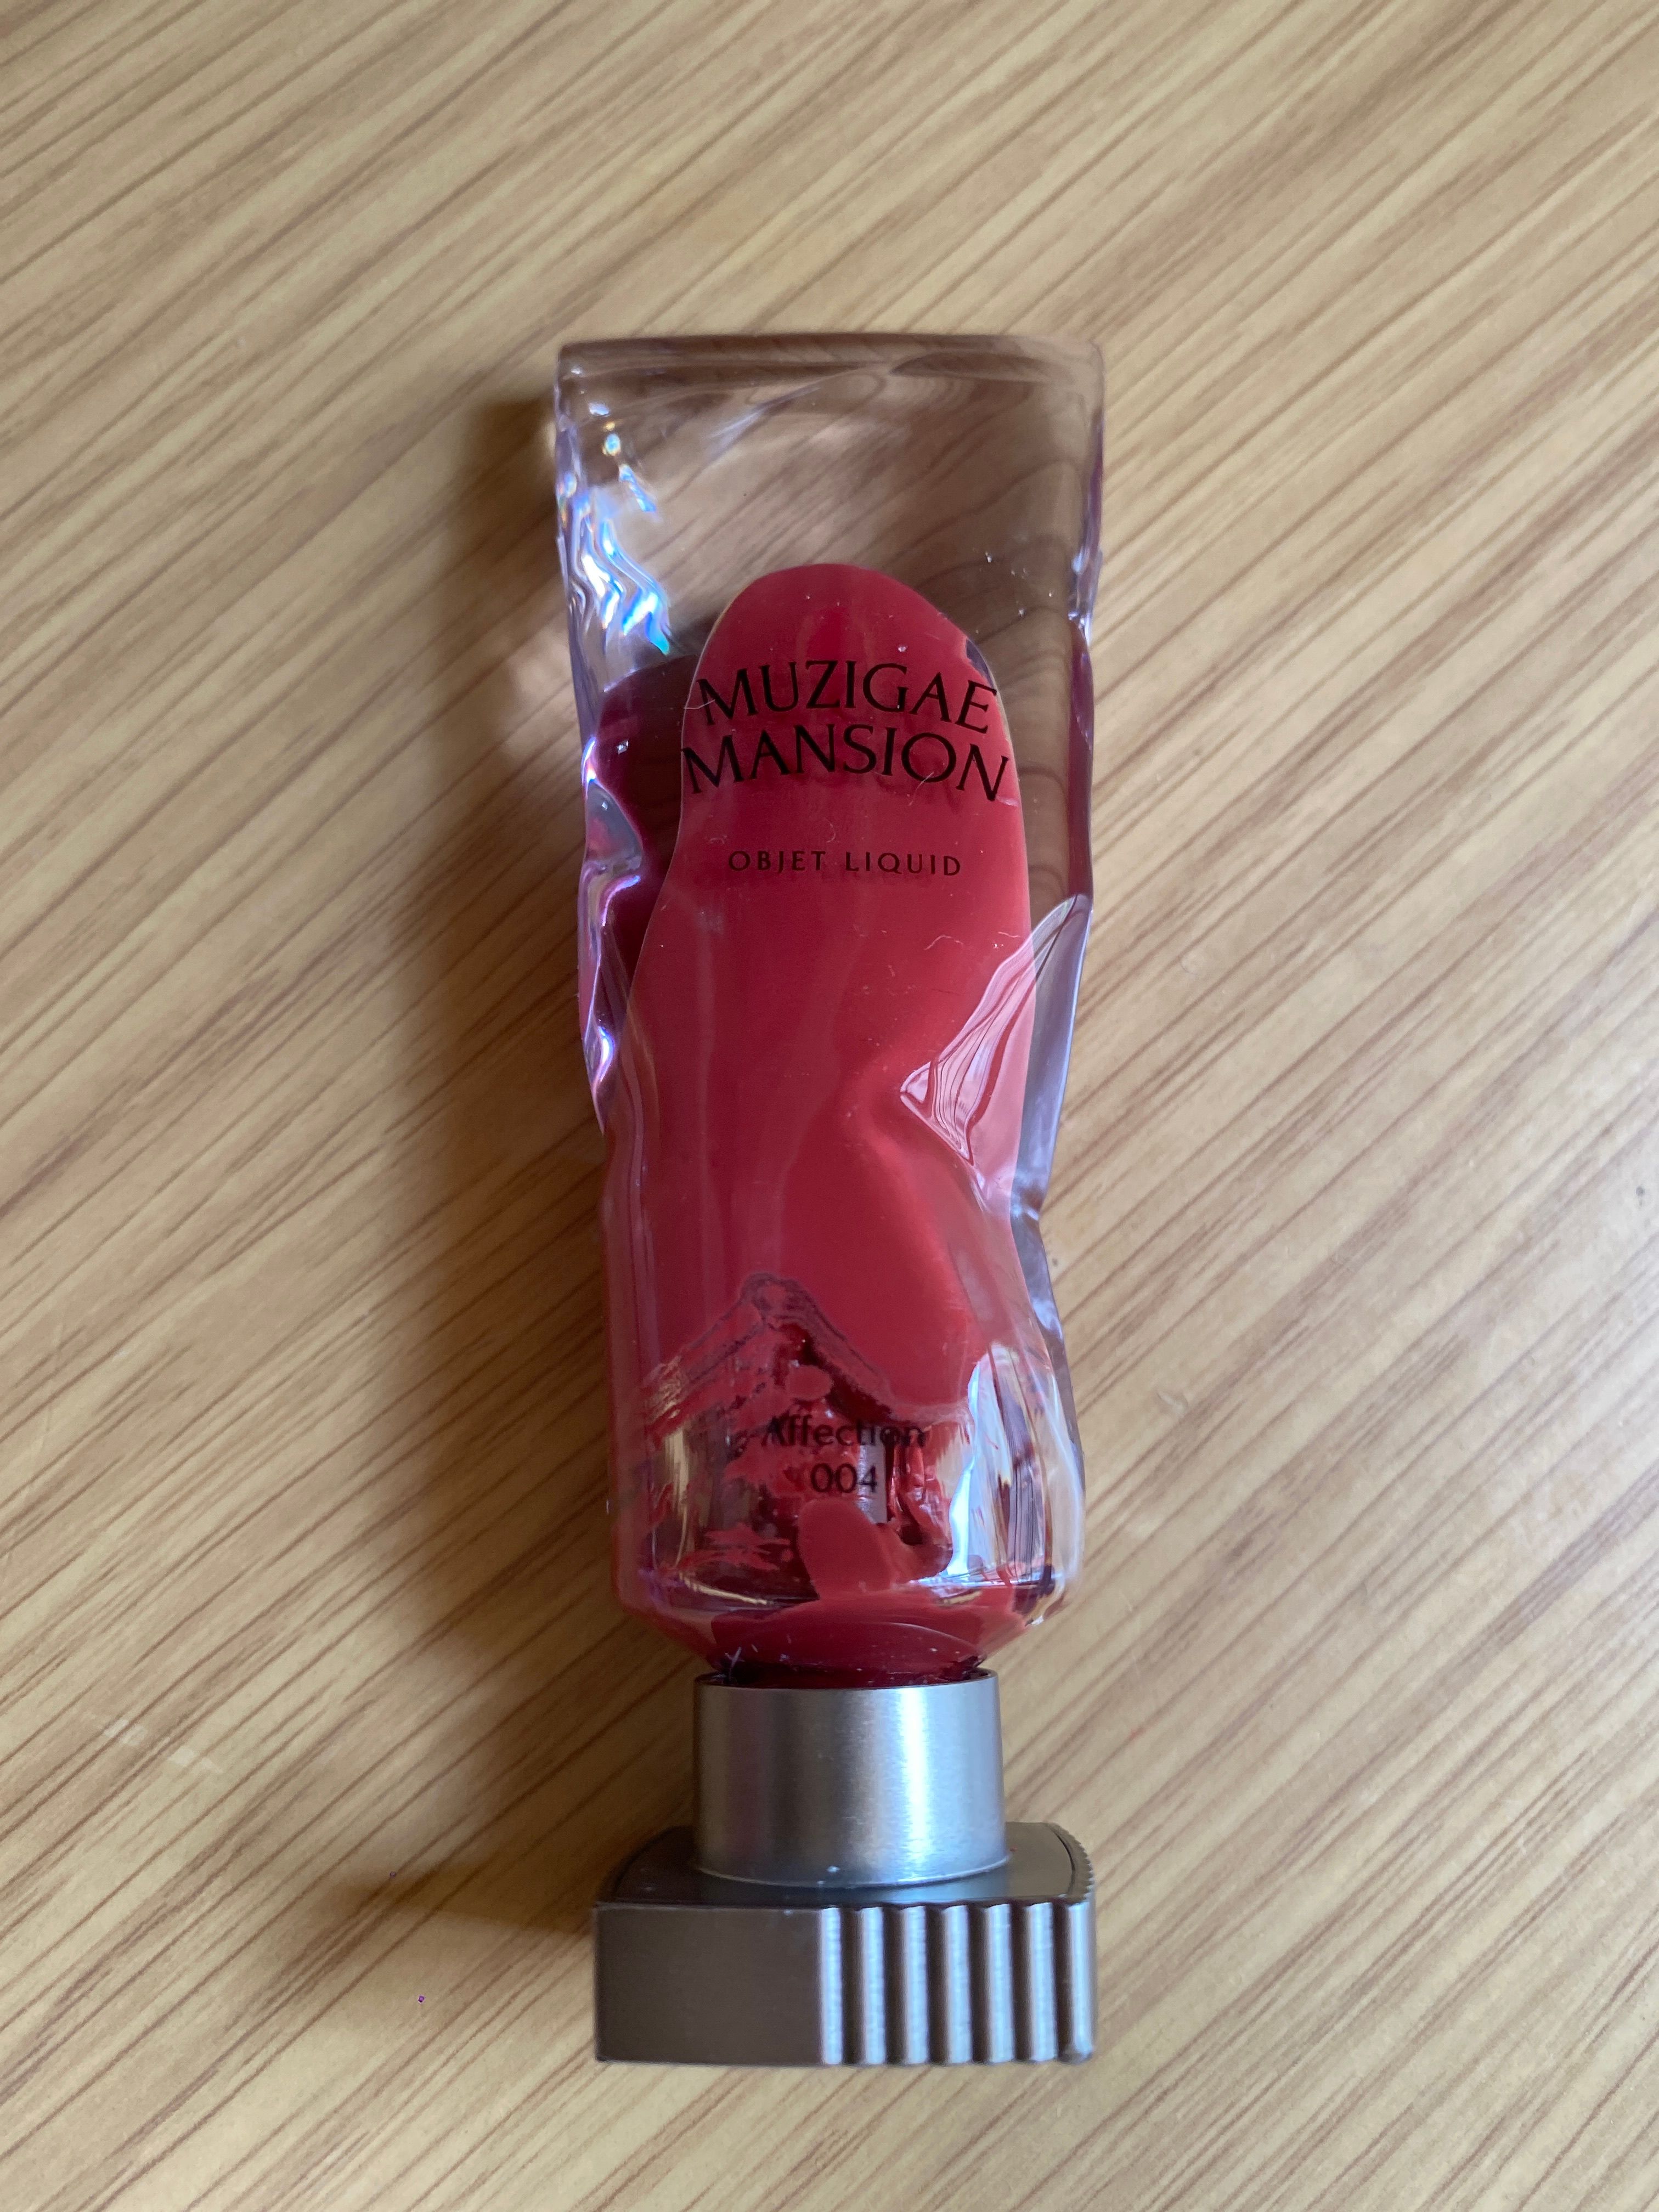 MUZIGAE
MANSION
OBJET LIQUID
Affection
004